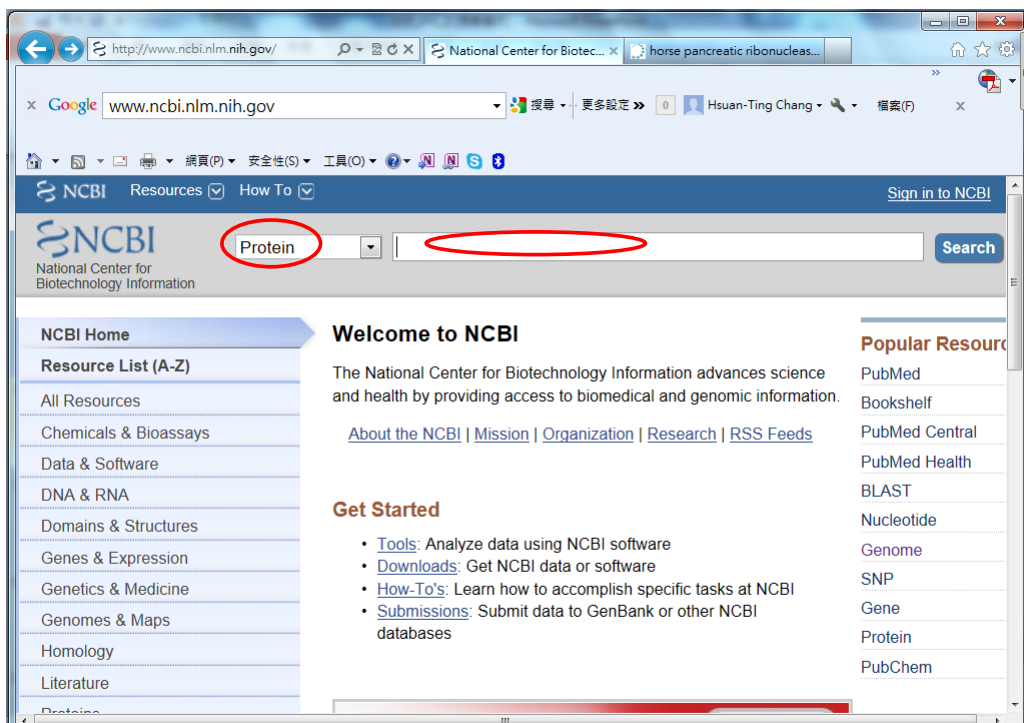 http://www.ncbi.nlm.nih.gov/
National Center for Biotec...
horse pancreatic ribonucleas...
Google www.ncbi.nlm.nih.gov 搜尋 更多設定 » 0 Hsuan-Ting Chang 檔案(F) x
網頁(P) 安全性(S) 工具(O)
NCBI Resources How To Sign in to NCBI
NCBI
National Center for
Biotechnology Information
Protein
Search
NCBI Home
Resource List (A-Z)
All Resources
Chemicals & Bioassays
Data & Software
DNA & RNA
Domains & Structures
Genes & Expression
Genetics & Medicine
Genomes & Maps
Homology
Literature
Proteins
Welcome to NCBI
The National Center for Biotechnology Information advances science
and health by providing access to biomedical and genomic information.
About the NCBI | Mission | Organization | Research | RSS Feeds
Get Started
• Tools: Analyze data using NCBI software
• Downloads: Get NCBI data or software
• How-To's: Learn how to accomplish specific tasks at NCBI
• Submissions: Submit data to GenBank or other NCBI
databases
Popular Resourc
PubMed
Bookshelf
PubMed Central
PubMed Health
BLAST
Nucleotide
Genome
SNP
Gene
Protein
PubChem